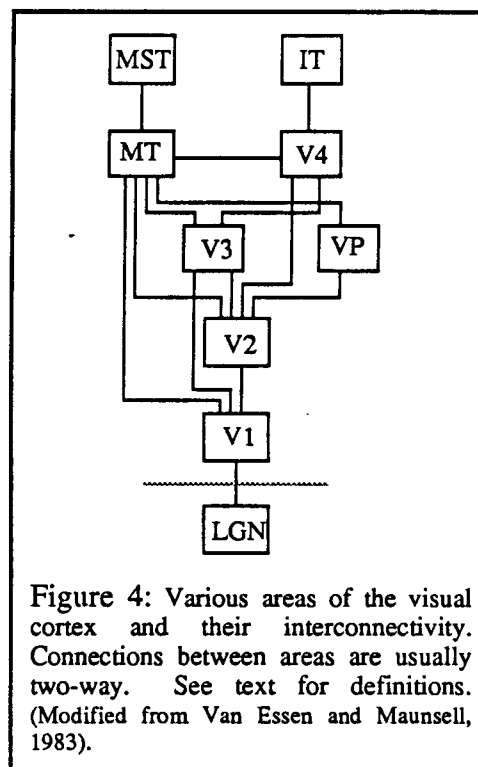 MST IT
MT V4
V3 VP
V2
V1
LGN
Figure 4: Various areas of the visual
cortex and their interconnectivity.
Connections between areas are usually
two-way. See text for definitions.
(Modified from Van Essen and Maunsell,
1983).